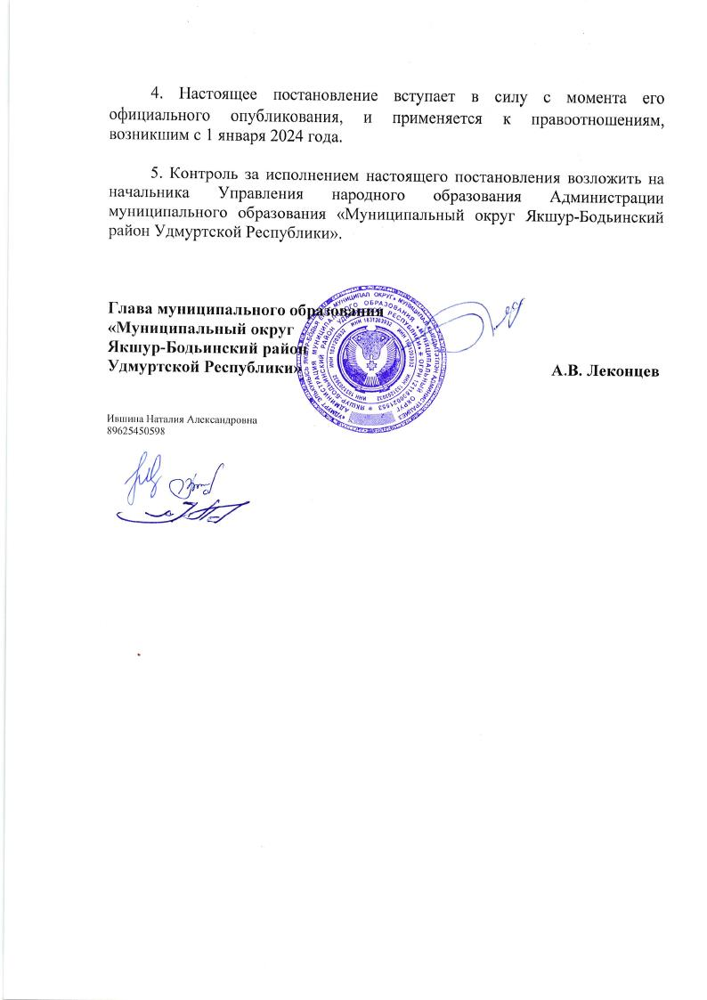 4. Настоящее постановление вступает в силу с момента его
официального опубликования, и применяется к правоотношениям,
возникшим с 1 января 2024 года.
5. Контроль за исполнением настоящего постановления возложить на
начальника Управления народного образования Администрации
муниципального образования «Муниципальный округ Якшур-Бодьинский
район Удмуртской Республики».
Глава муниципального образования
«Муниципальный округ
Якшур-Бодьинский район
Удмуртской Республики»
А.В. Леконцев
Ившина Наталия Александровна
89625450598